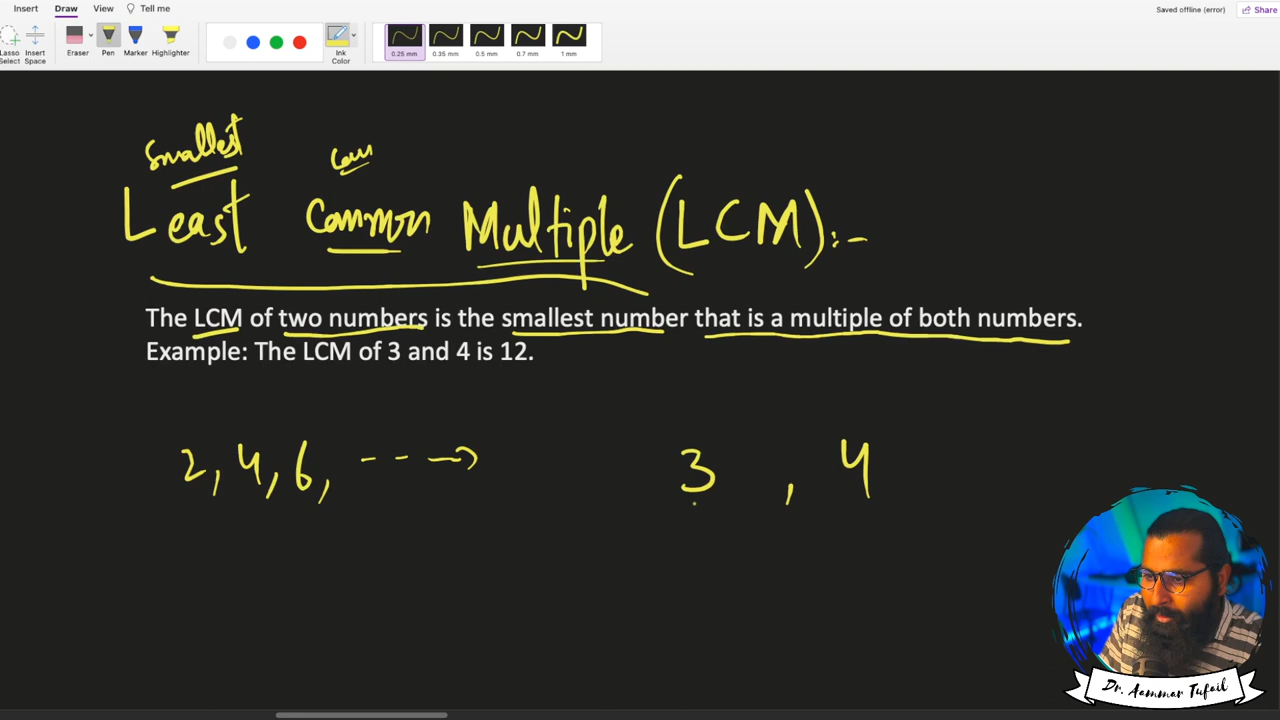 Insert Draw View Tell me
Saved offline (error) Share
Lasso Select Insert Space Eraser Pen Marker Highlighter Ink Color 0.25 mm 0.35 mm 0.5 mm 0.7 mm 1 mm
Smallest
Least Common Multiple (LCM):-
The LCM of two numbers is the smallest number that is a multiple of both numbers.
Example: The LCM of 3 and 4 is 12.
2, 4, 6, - - → 3 , 4
Dr. Aammar Tufail